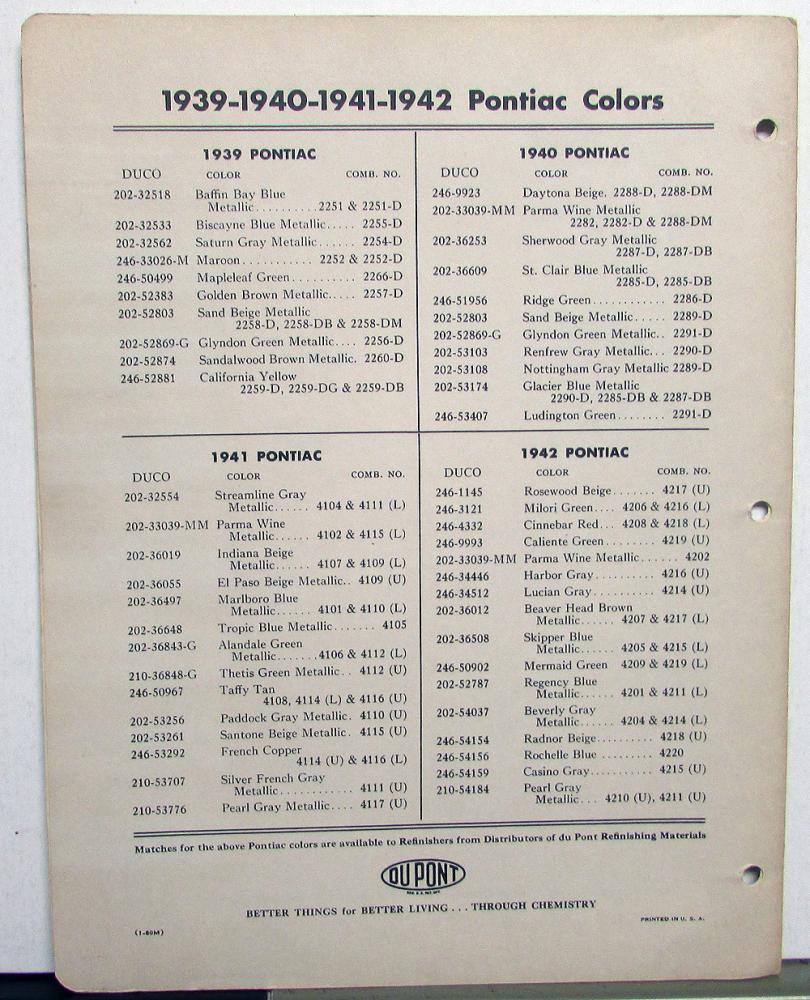 1939-1940-1941-1942 Pontiac Colors
1939 PONTIAC
DUCO COLOR COMB. NO.
202-32518 Baffin Bay Blue
Metallic..........2251 & 2251-D
202-32533 Biscayne Blue Metallic..... 2255-D
202-32562 Saturn Gray Metallic...... 2254-D
246-33026-M Maroon........... 2252 & 2252-D
246-50499 Mapleleaf Green.......... 2266-D
202-52383 Golden Brown Metallic..... 2257-D
202-52803 Sand Beige Metallic
2258-D, 2258-DB & 2258-DM
202-52869-G Glyndon Green Metallic.... 2256-D
202-52874 Sandalwood Brown Metallic. 2260-D
246-52881 California Yellow
2259-D, 2259-DG & 2259-DB
1940 PONTIAC
DUCO COLOR COMB. NO.
246-9923 Daytona Beige. 2288-D, 2288-DM
202-33039-MM Parma Wine Metallic
2282, 2282-D & 2288-DM
202-36253 Sherwood Gray Metallic
2287-D, 2287-DB
202-36609 St. Clair Blue Metallic
2285-D, 2285-DB
246-51956 Ridge Green............ 2286-D
202-52803 Sand Beige Metallic..... 2289-D
202-52869-G Glyndon Green Metallic.. 2291-D
202-53103 Renfrew Gray Metallic... 2290-D
202-53108 Nottingham Gray Metallic 2289-D
202-53174 Glacier Blue Metallic
2290-D, 2285-DB & 2287-DB
246-53407 Ludington Green........ 2291-D
1941 PONTIAC
DUCO COLOR COMB. NO.
202-32554 Streamline Gray
Metallic...... 4104 & 4111 (L)
202-33039-MM Parma Wine
Metallic...... 4102 & 4115 (L)
202-36019 Indiana Beige
Metallic...... 4107 & 4109 (L)
202-36055 El Paso Beige Metallic.. 4109 (U)
202-36497 Marlboro Blue
Metallic...... 4101 & 4110 (L)
202-36648 Tropic Blue Metallic....... 4105
202-36843-G Alandale Green
Metallic.......4106 & 4112 (L)
210-36848-G Thetis Green Metallic.. 4112 (U)
246-50967 Taffy Tan
4108, 4114 (L) & 4116 (U)
202-53256 Paddock Gray Metallic. 4110 (U)
202-53261 Santone Beige Metallic. 4115 (U)
246-53292 French Copper
4114 (U) & 4116 (L)
210-53707 Silver French Gray
Metallic............ 4111 (U)
210-53776 Pearl Gray Metallic.... 4117 (U)
1942 PONTIAC
DUCO COLOR COMB. NO.
246-1145 Rosewood Beige....... 4217 (U)
246-3121 Milori Green.... 4206 & 4216 (L)
246-4332 Cinnebar Red... 4208 & 4218 (L)
246-9993 Caliente Green........ 4219 (U)
202-33039-MM Parma Wine Metallic...... 4202
246-34446 Harbor Gray.......... 4216 (U)
246-34512 Lucian Gray.......... 4214 (U)
202-36012 Beaver Head Brown
Metallic...... 4207 & 4217 (L)
202-36508 Skipper Blue
Metallic...... 4205 & 4215 (L)
246-50902 Mermaid Green 4209 & 4219 (L)
202-52787 Regency Blue
Metallic...... 4201 & 4211 (L)
202-54037 Beverly Gray
Metallic...... 4204 & 4214 (L)
246-54154 Radnor Beige.......... 4218 (U)
246-54156 Rochelle Blue .......... 4220
246-54159 Casino Gray........... 4215 (U)
210-54184 Pearl Gray
Metallic... 4210 (U), 4211 (U)
Matches for the above Pontiac colors are available to Refinishers from Distributors of du Pont Refinishing Materials
DU PONT
REG. U.S. PAT. OFF.
BETTER THINGS for BETTER LIVING . . . THROUGH CHEMISTRY
PRINTED IN U. S. A.
(1-80M)